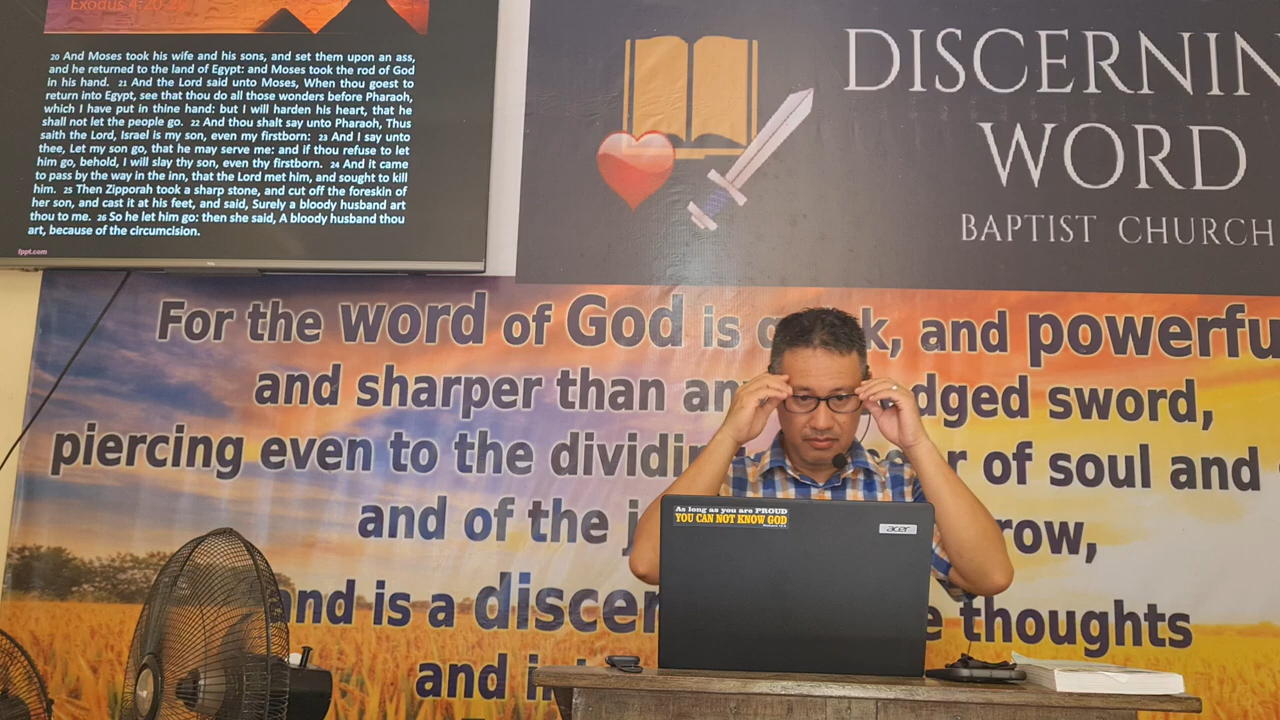 Exodus 4:20-26
20 And Moses took his wife and his sons, and set them upon an ass,
and he returned to the land of Egypt: and Moses took the rod of God
in his hand. 21 And the Lord said unto Moses, When thou goest to
return into Egypt, see that thou do all those wonders before Pharaoh,
which I have put in thine hand: but I will harden his heart, that he
shall not let the people go. 22 And thou shalt say unto Pharaoh, Thus
saith the Lord, Israel is my son, even my firstborn: 23 And I say unto
thee, Let my son go, that he may serve me: and if thou refuse to let
him go, behold, I will slay thy son, even thy firstborn. 24 And it came
to pass by the way in the inn, that the Lord met him, and sought to kill
him. 25 Then Zipporah took a sharp stone, and cut off the foreskin of
her son, and cast it at his feet, and said, Surely a bloody husband art
thou to me. 26 So he let him go: then she said, A bloody husband thou
art, because of the circumcision.
fppt.com
DISCERNIN
WORD
BAPTIST CHURCH
For the word of God is q k, and powerfu
and sharper than an dged sword,
piercing even to the dividin r of soul and
and of the j row,
and is a discer e thoughts
and in
As long as you are PROUD
YOU CAN NOT KNOW GOD
acer